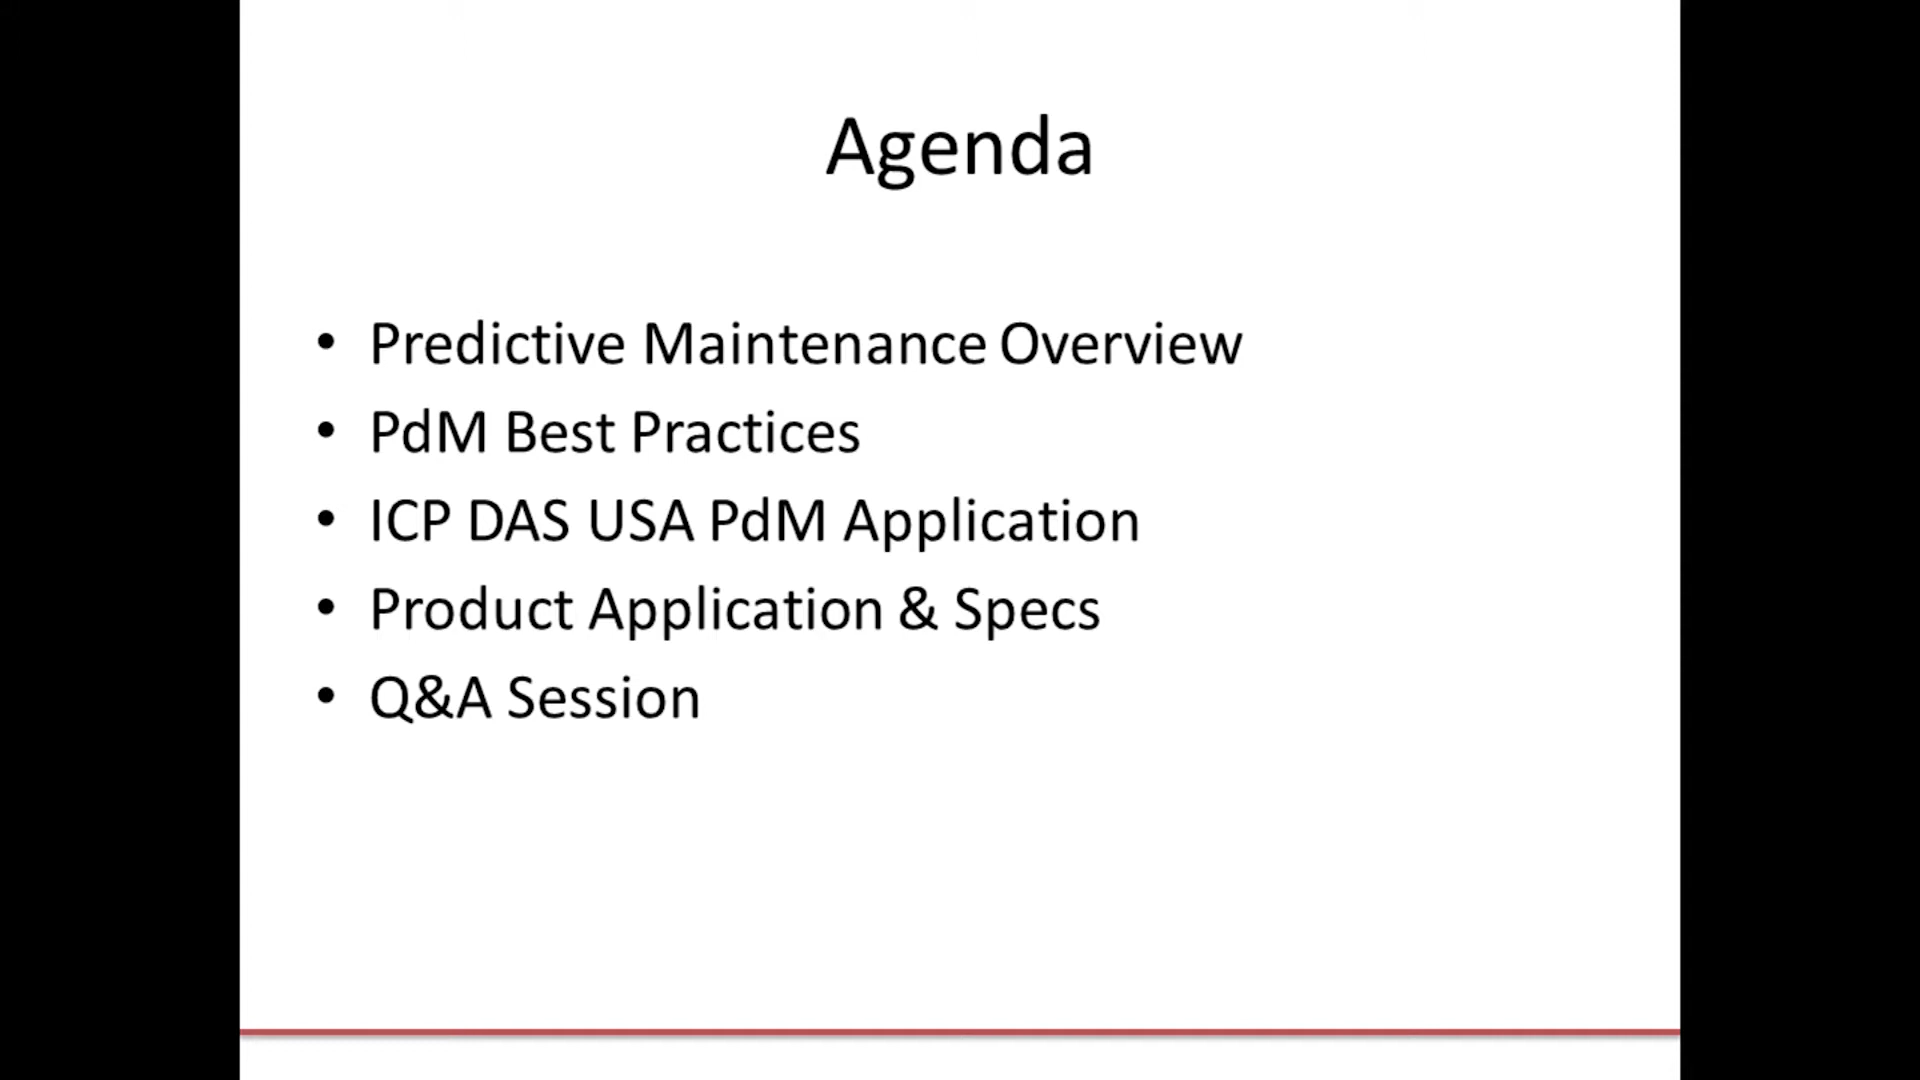 Agenda
• Predictive Maintenance Overview
• PdM Best Practices
• ICP DAS USA PdM Application
• Product Application & Specs
• Q&A Session